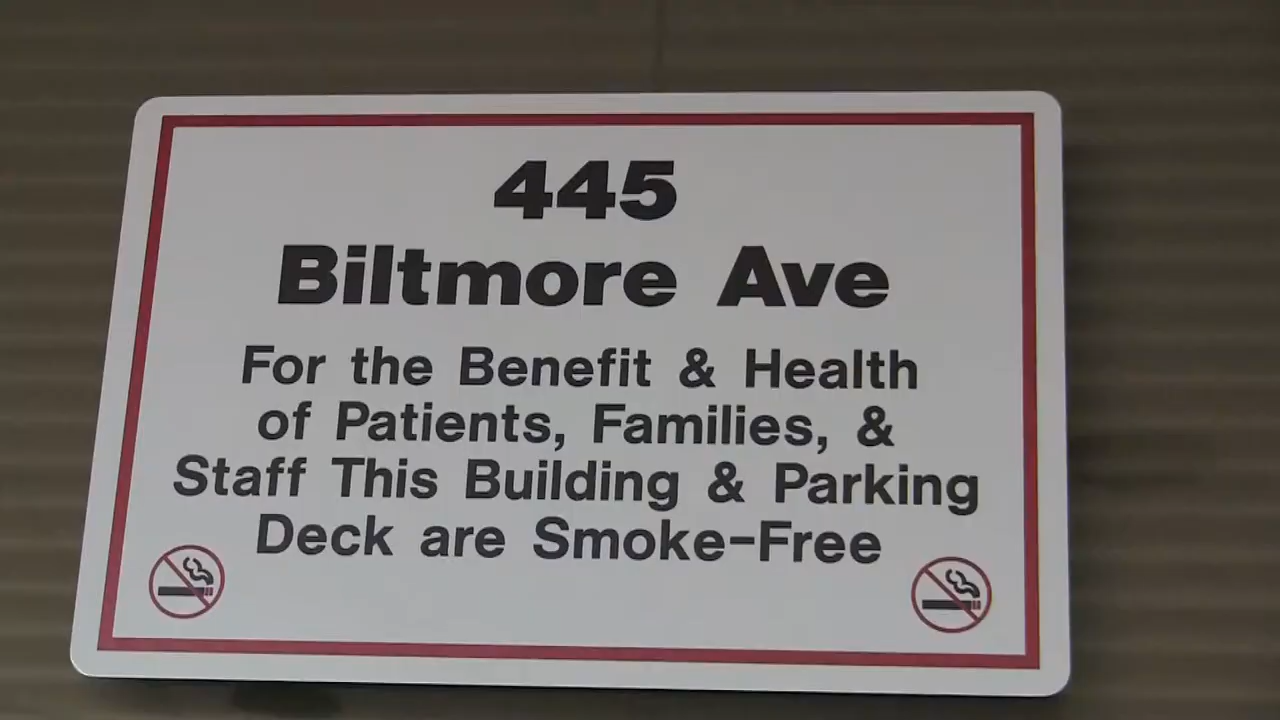 445
Biltmore Ave
For the Benefit & Health
of Patients, Families, &
Staff This Building & Parking
Deck are Smoke-Free